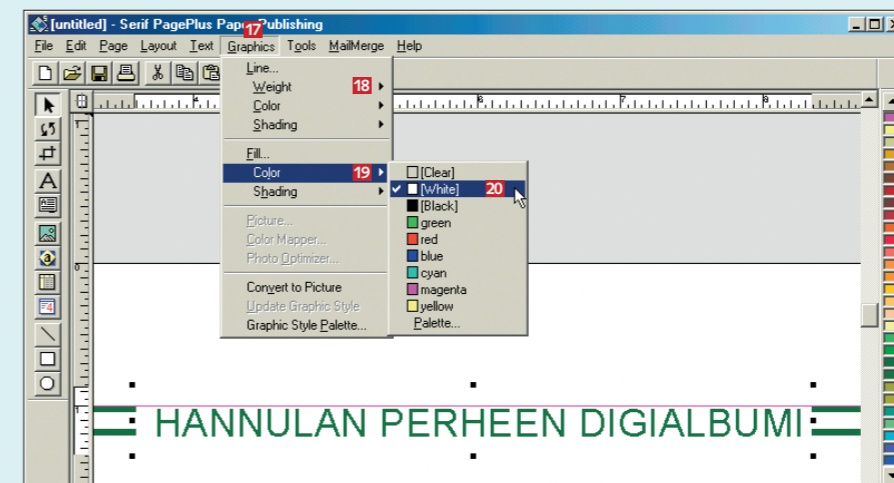 [untitled] - Serif PagePlus Paper Publishing
17
File Edit Page Layout Text Graphics Tools MailMerge Help
Line...
Weight 18
Color
Shading
Fill...
Color 19
Shading
[Clear]
[White] 20
[Black]
green
red
blue
cyan
magenta
yellow
Palette...
Picture...
Color Mapper...
Photo Optimizer...
Convert to Picture
Update Graphic Style
Graphic Style Palette...
HANNULAN PERHEEN DIGIALBUMI